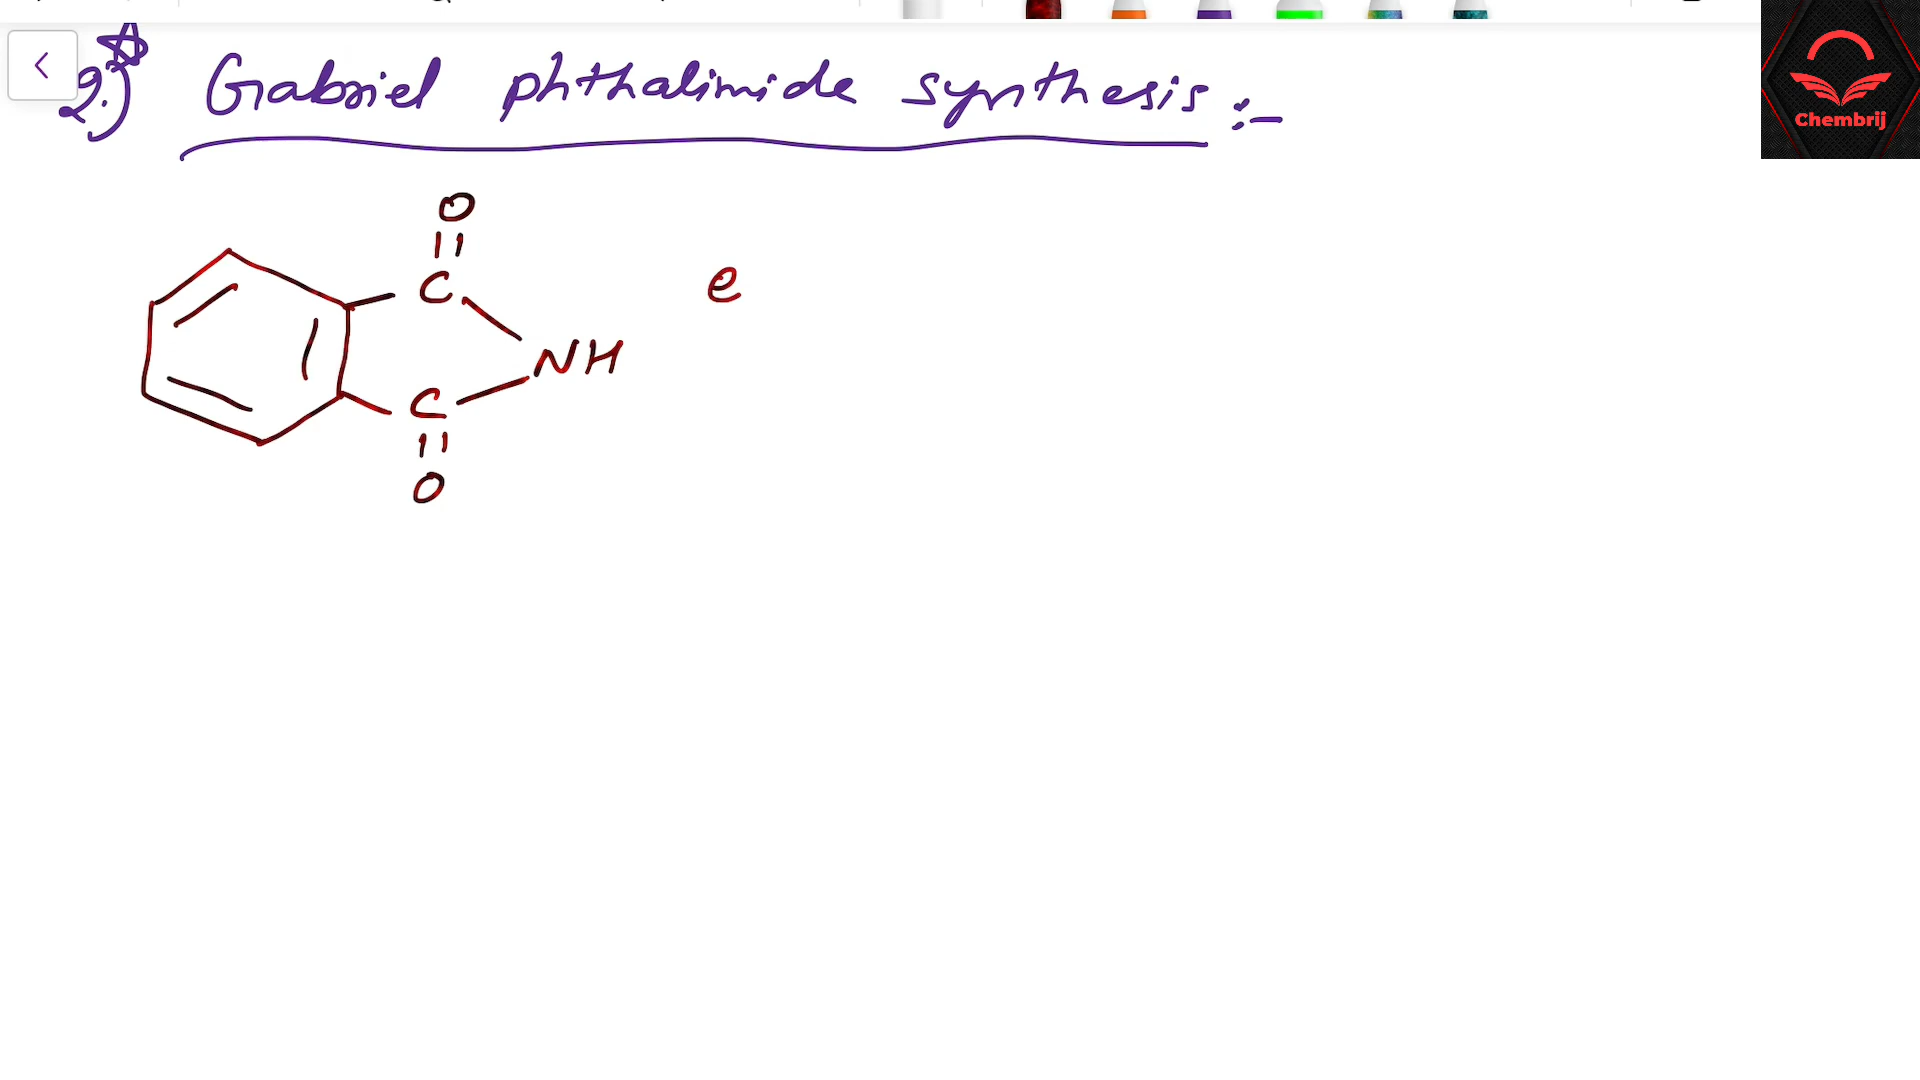 2.) Gabriel phthalimide synthesis :-
Chembrij
O
C
e
NH
C
O